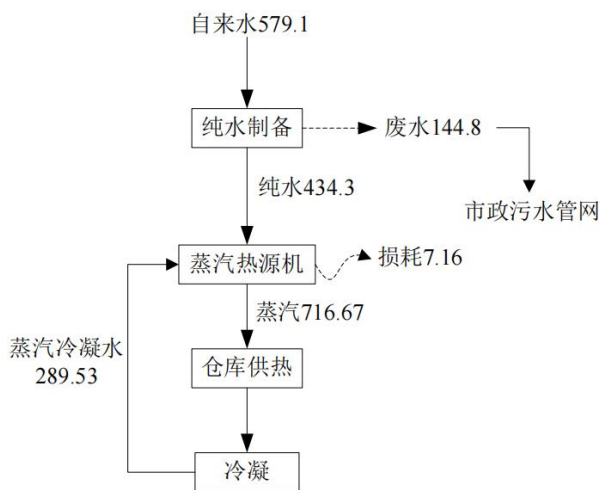 自来水579.1
纯水制备
废水144.8
纯水434.3
市政污水管网
蒸汽热源机
损耗7.16
蒸汽716.67
蒸汽冷凝水
289.53
仓库供热
冷凝